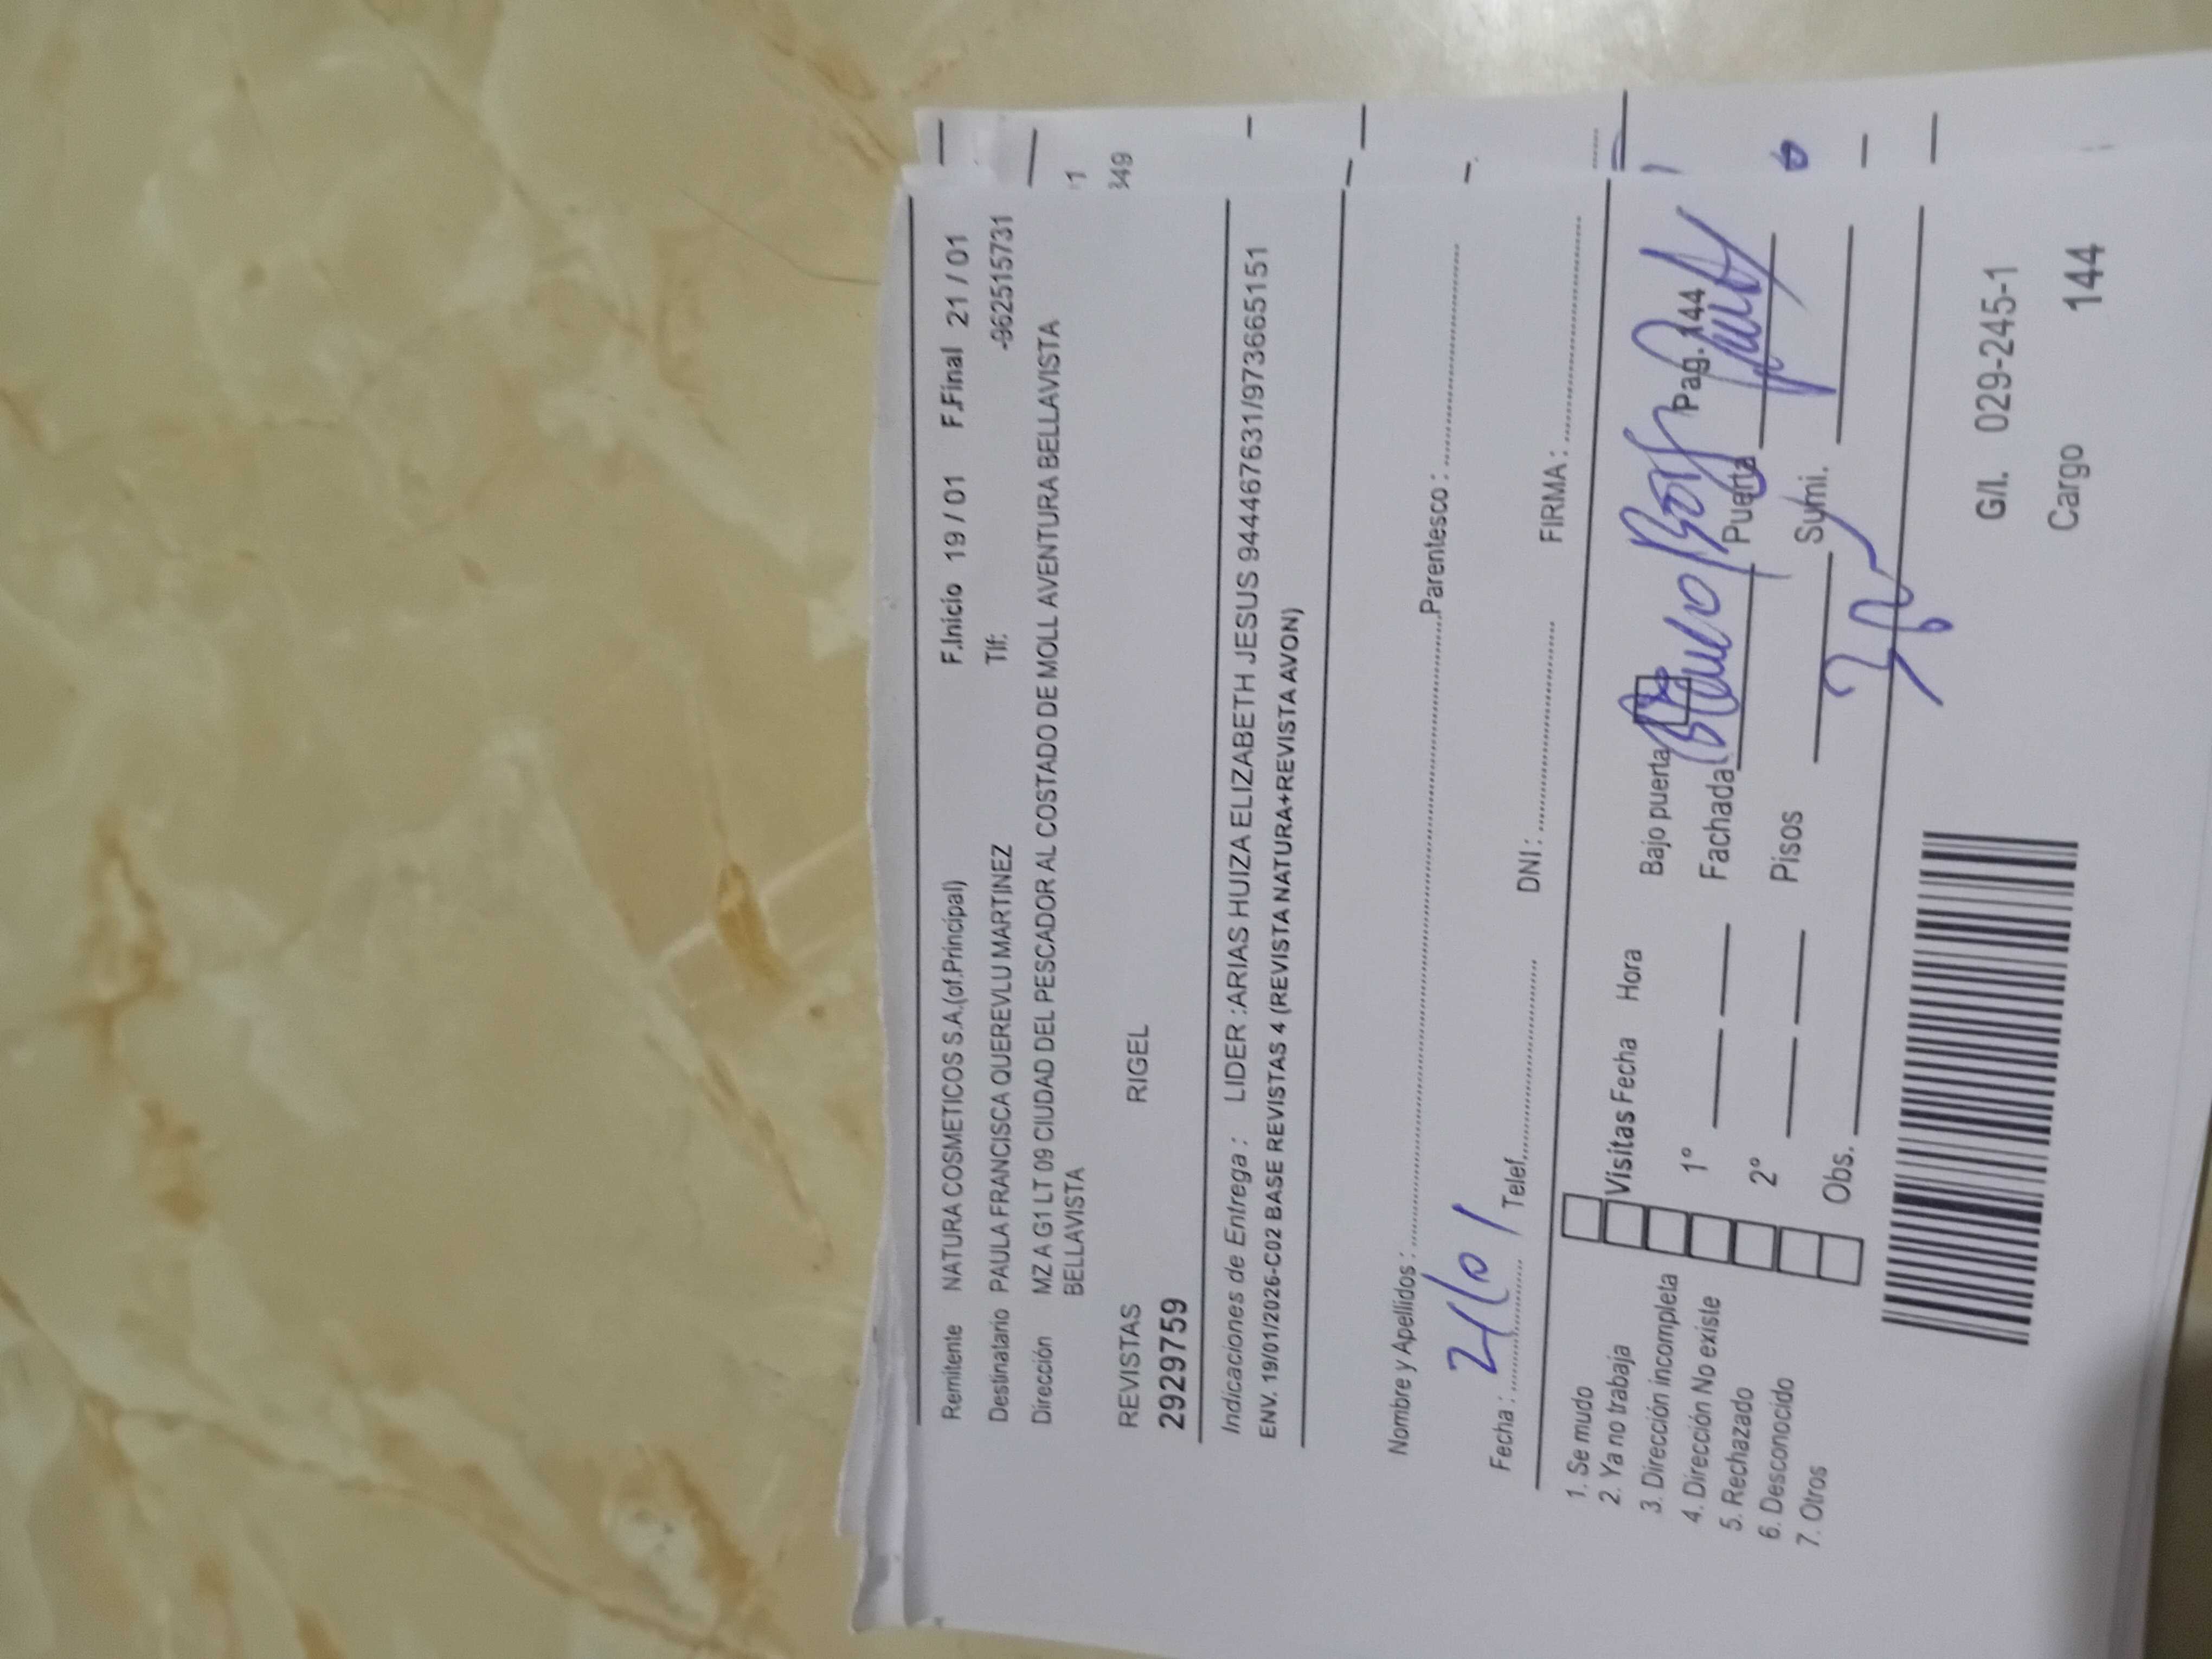 Remitente NATURA COSMETICOS S.A.(of.Principal) F.Inicio 19 / 01 F.Final 21 / 01
Destinatario PAULA FRANCISCA QUEREVLU MARTINEZ Tlf: -962515731
Dirección MZ A G1 LT 09 CIUDAD DEL PESCADOR AL COSTADO DE MOLL AVENTURA BELLAVISTA
BELLAVISTA
REVISTAS RIGEL
29297759
349
Indicaciones de Entrega : LIDER :ARIAS HUIZA ELIZABETH JESUS 944467631/973665151
ENV. 19/01/2026-C02 BASE REVISTAS 4 (REVISTA NATURA+REVISTA AVON)
Nombre y Apellidos : Parentesco :
Fecha : 21/01 Telef. DNI : FIRMA :
1. Se mudo
2. Ya no trabaja
3. Dirección incompleta
4. Dirección No existe
5. Rechazado
6. Desconocido
7. Otros
Visitas Fecha Hora Bajo puerta
1° Fachada Puerta Pag. 144
2° Pisos Sumi.
Obs.
G/l. 029-245-1
Cargo 144